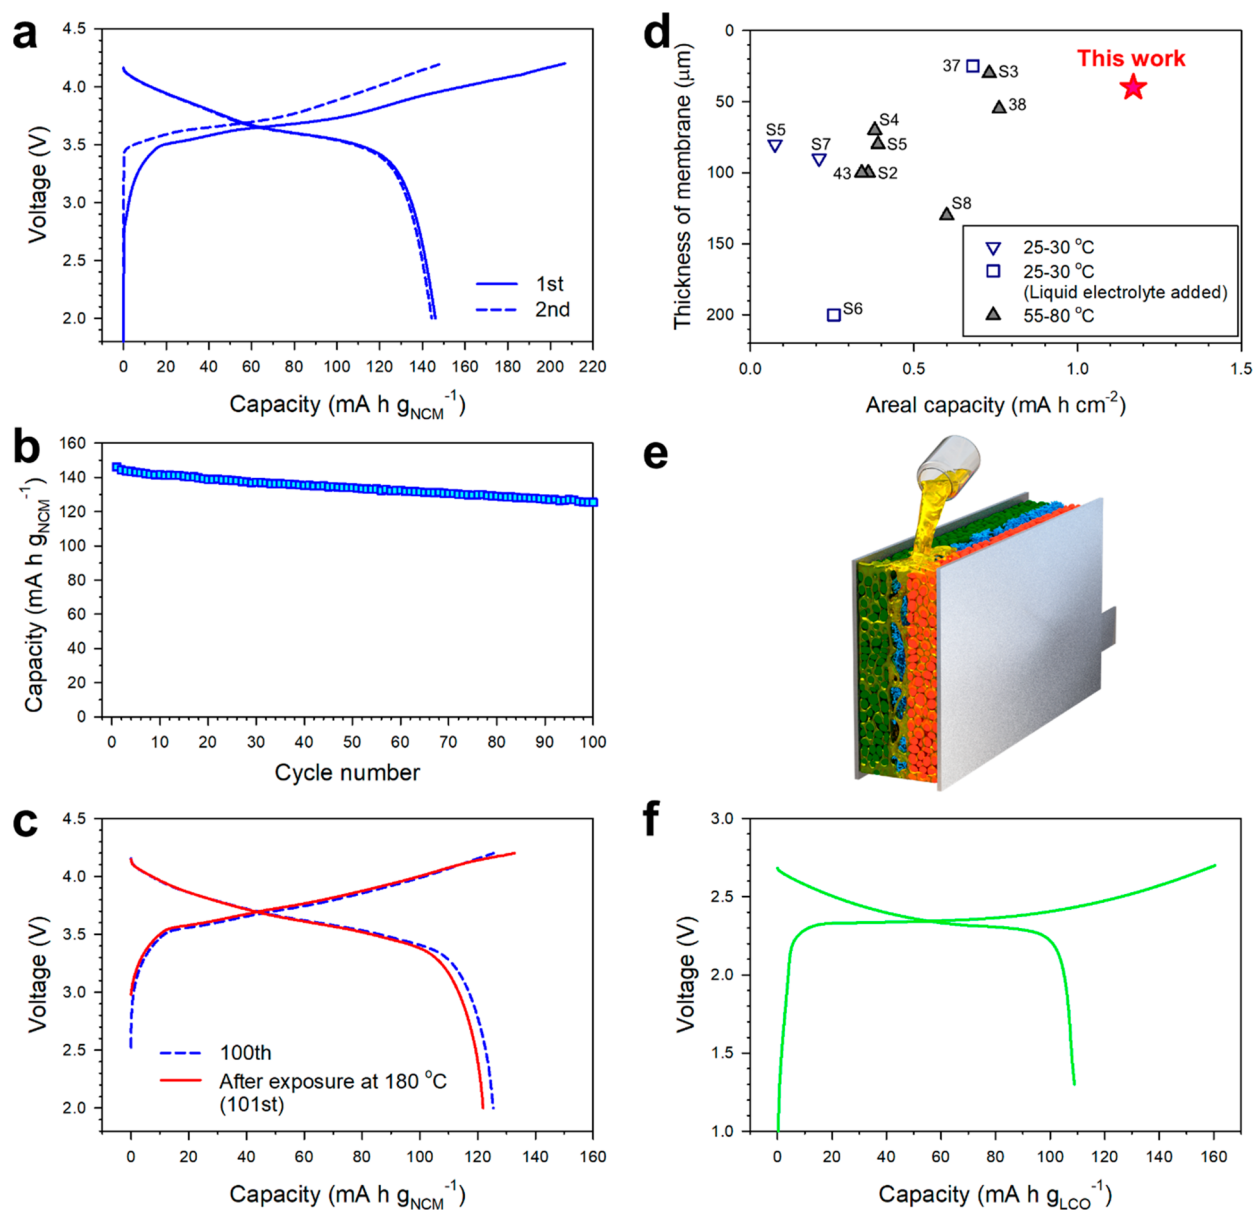 a
4.5
4.0
3.5
3.0
2.5
2.0
Voltage (V)
1st
2nd
0 20 40 60 80 100 120 140 160 180 200 220
Capacity (mA h g_NCM^-1)
b
160
140
120
100
80
60
40
20
0
Capacity (mA h g_NCM^-1)
0 10 20 30 40 50 60 70 80 90 100
Cycle number
c
4.5
4.0
3.5
3.0
2.5
2.0
Voltage (V)
100th
After exposure at 180 °C
(101st)
0 20 40 60 80 100 120 140 160
Capacity (mA h g_NCM^-1)
d
0
50
100
150
200
Thickness of membrane (μm)
This work
37
S3
38
S4
S5
S5
S7
43
S2
S8
S6
25-30 °C
25-30 °C
(Liquid electrolyte added)
55-80 °C
0.0 0.5 1.0 1.5
Areal capacity (mA h cm^-2)
e
f
3.0
2.5
2.0
1.5
1.0
Voltage (V)
0 20 40 60 80 100 120 140 160
Capacity (mA h g_LCO^-1)